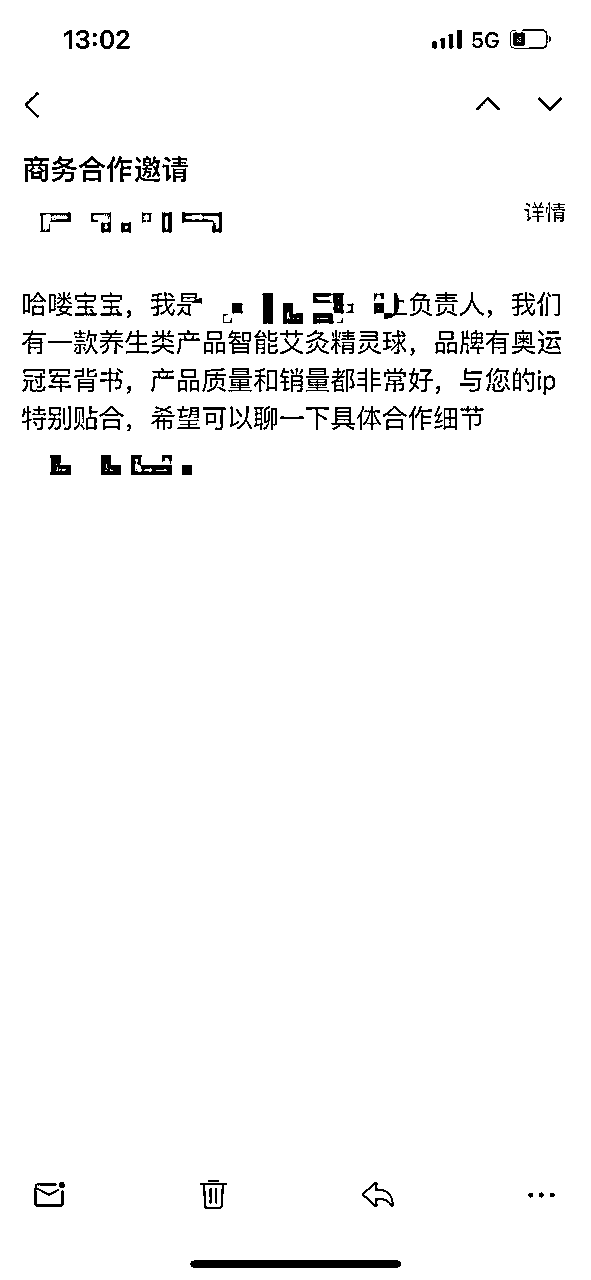 13:02
5G
商务合作邀请
详情
哈喽宝宝，我是 负责人，我们
有一款养生类产品智能艾灸精灵球，品牌有奥运
冠军背书，产品质量和销量都非常好，与您的ip
特别贴合，希望可以聊一下具体合作细节